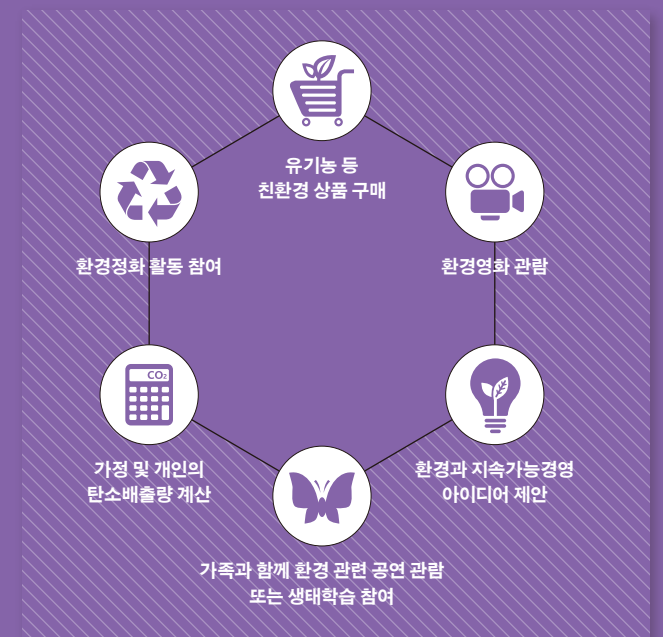 유기농 등
친환경 상품 구매
환경정화 활동 참여
환경영화 관람
CO₂
가정 및 개인의
탄소배출량 계산
환경과 지속가능경영
아이디어 제안
가족과 함께 환경 관련 공연 관람
또는 생태학습 참여